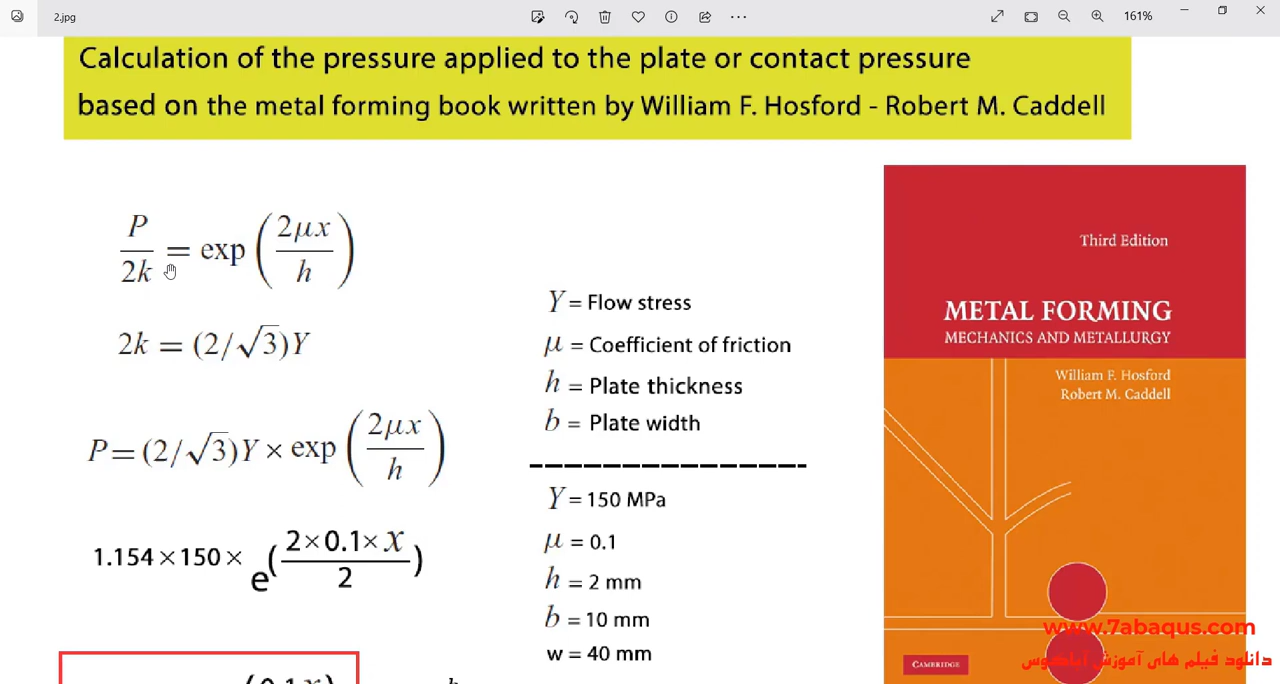 2.jpg
161%
Calculation of the pressure applied to the plate or contact pressure
based on the metal forming book written by William F. Hosford - Robert M. Caddell
P/2k = exp(2μx/h)
2k = (2/√3)Y
P=(2/√3)Y × exp(2μx/h)
1.154×150× e^(2×0.1×x/2)
Y = Flow stress
μ = Coefficient of friction
h = Plate thickness
b = Plate width
Y = 150 MPa
μ = 0.1
h = 2 mm
b = 10 mm
w = 40 mm
Third Edition
METAL FORMING
MECHANICS AND METALLURGY
William F. Hosford
Robert M. Caddell
CAMBRIDGE
www.7abaqus.com
دانلود فیلم های آموزش آباکوس